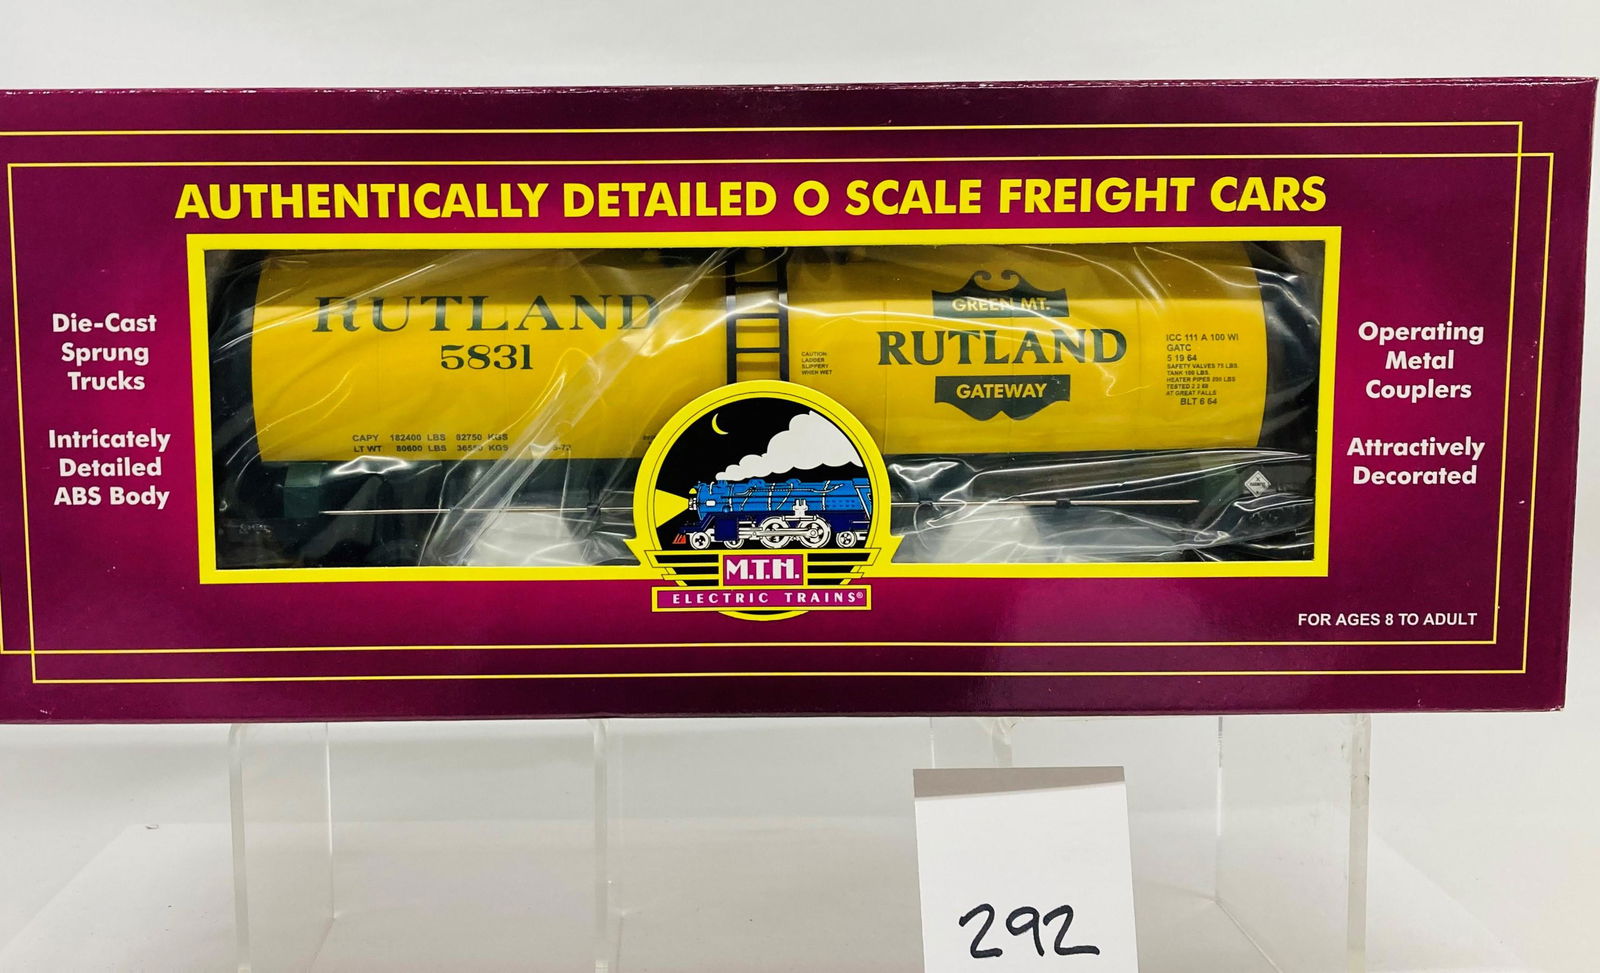 AUTHENTICALLY DETAILED O SCALE FREIGHT CARS
Die-Cast
Sprung
Trucks
Intricately
Detailed
ABS Body
RUTLAND
5831
CAPY 182400 LBS 82750 KGS
LT WT 80600 LBS KGS
CAUTION
LADDER
SLIPPERY
WHEN WET
GREEN MT.
RUTLAND
GATEWAY
ICC 111 A 100 WI
GATC
5 19 64
SAFETY VALVES 75 LBS.
TANK 100 LBS.
HEATER PIPES 200 LBS
TESTED
AT GREAT FALLS
BLT 6 64
Operating
Metal
Couplers
Attractively
Decorated
M.T.H.
ELECTRIC TRAINS®
FOR AGES 8 TO ADULT
292